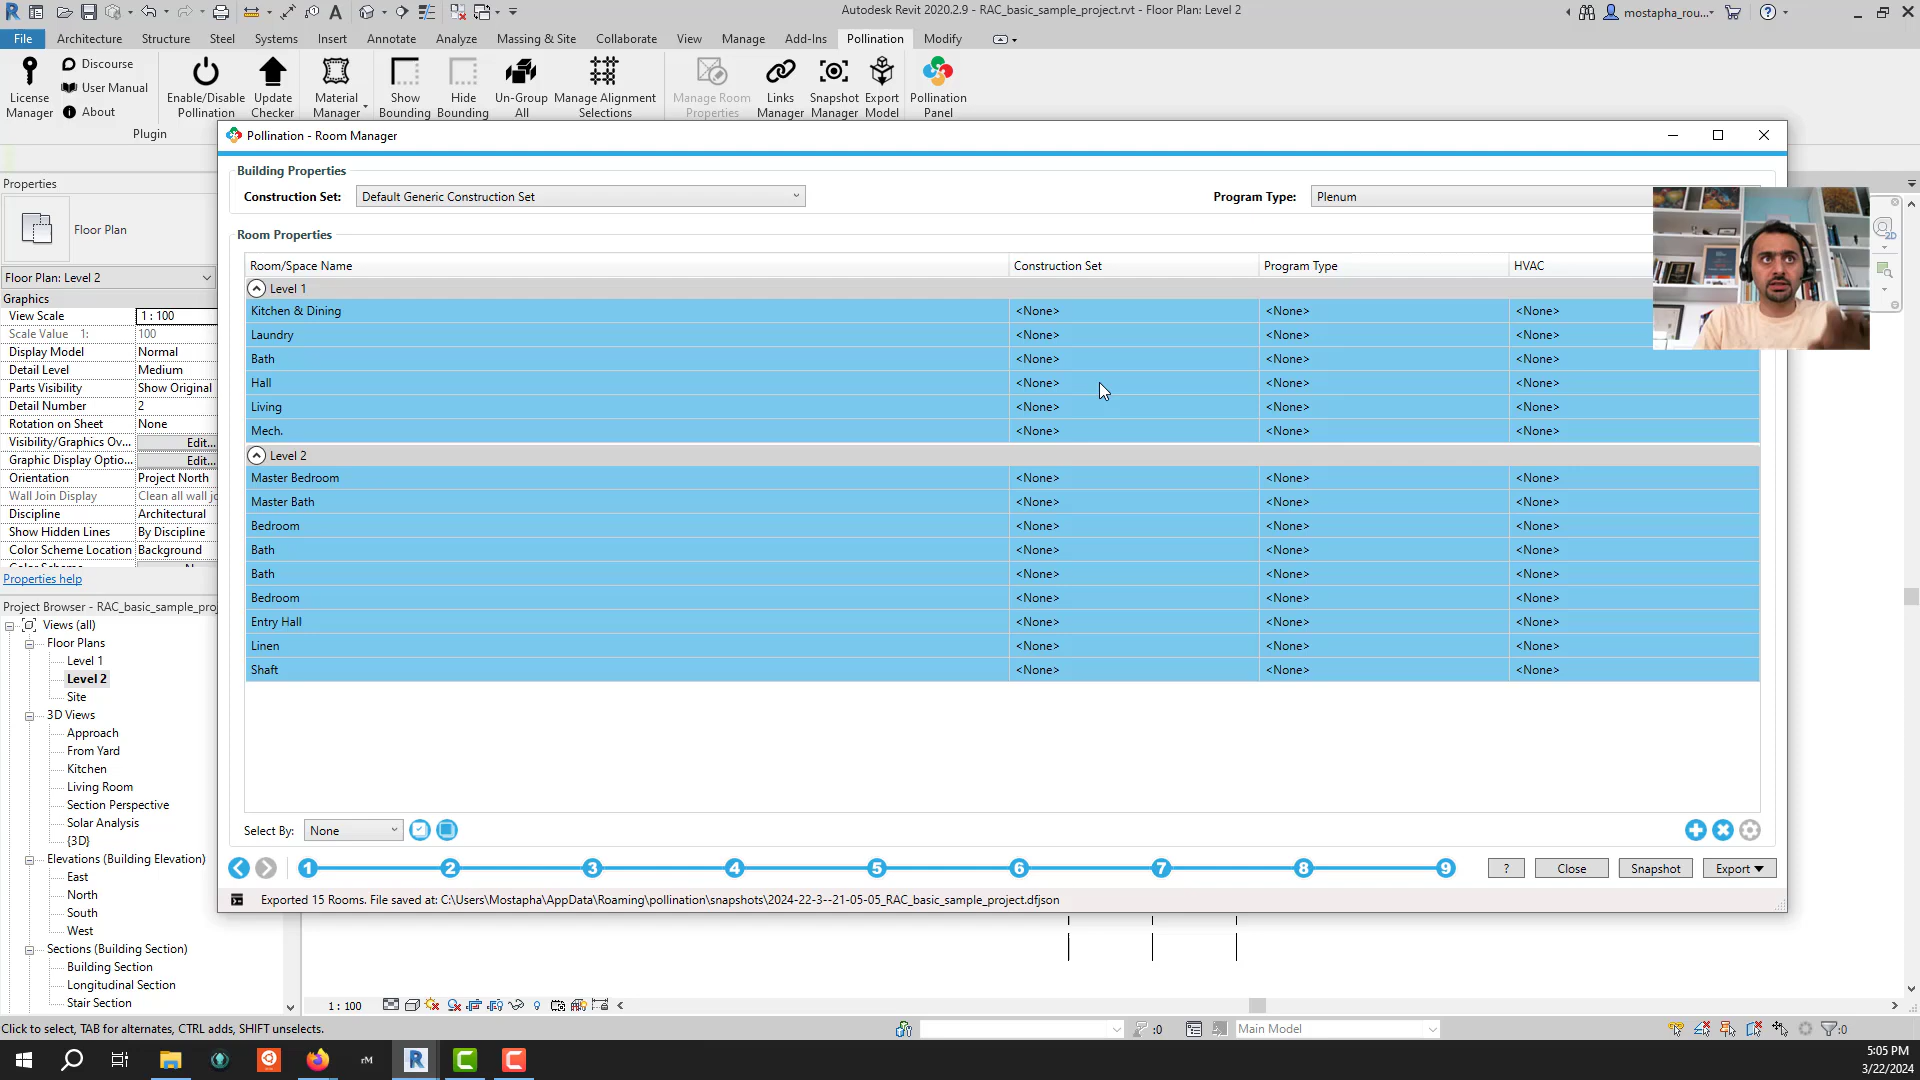 Autodesk Revit 2020.2.9 - RAC_basic_sample_project.rvt - Floor Plan: Level 2
mostapha_rou...
File Architecture Structure Steel Systems Insert Annotate Analyze Massing & Site Collaborate View Manage Add-Ins Pollination Modify
License Manager
Discourse
User Manual
About
Enable/Disable Pollination
Update Checker
Material Manager
Show Bounding
Hide Bounding
Un-Group All
Manage Alignment Selections
Manage Room Properties
Links Manager
Snapshot Manager
Export Model
Pollination Panel
Plugin
Pollination - Room Manager
Building Properties
Construction Set: Default Generic Construction Set
Program Type: Plenum
Room Properties
Room/Space Name Construction Set Program Type HVAC
Level 1
Kitchen & Dining <None> <None> <None>
Laundry <None> <None> <None>
Bath <None> <None> <None>
Hall <None> <None> <None>
Living <None> <None> <None>
Mech. <None> <None> <None>
Level 2
Master Bedroom <None> <None> <None>
Master Bath <None> <None> <None>
Bedroom <None> <None> <None>
Bath <None> <None> <None>
Bath <None> <None> <None>
Bedroom <None> <None> <None>
Entry Hall <None> <None> <None>
Linen <None> <None> <None>
Shaft <None> <None> <None>
Select By: None
1 2 3 4 5 6 7 8 9
? Close Snapshot Export
Exported 15 Rooms. File saved at: C:\Users\Mostapha\AppData\Roaming\pollination\snapshots\2024-22-3--21-05-05_RAC_basic_sample_project.dfjson
Properties
Floor Plan
Floor Plan: Level 2
Graphics
View Scale 1 : 100
Scale Value 1: 100
Display Model Normal
Detail Level Medium
Parts Visibility Show Original
Detail Number 2
Rotation on Sheet None
Visibility/Graphics Ov... Edit...
Graphic Display Optio... Edit...
Orientation Project North
Wall Join Display Clean all wall jo
Discipline Architectural
Show Hidden Lines By Discipline
Color Scheme Location Background
Properties help
Project Browser - RAC_basic_sample_proj
Views (all)
Floor Plans
Level 1
Level 2
Site
3D Views
Approach
From Yard
Kitchen
Living Room
Section Perspective
Solar Analysis
{3D}
Elevations (Building Elevation)
East
North
South
West
Sections (Building Section)
Building Section
Longitudinal Section
Stair Section
1 : 100
Click to select, TAB for alternates, CTRL adds, SHIFT unselects.
:0
Main Model
:0
rM
5:05 PM
3/22/2024